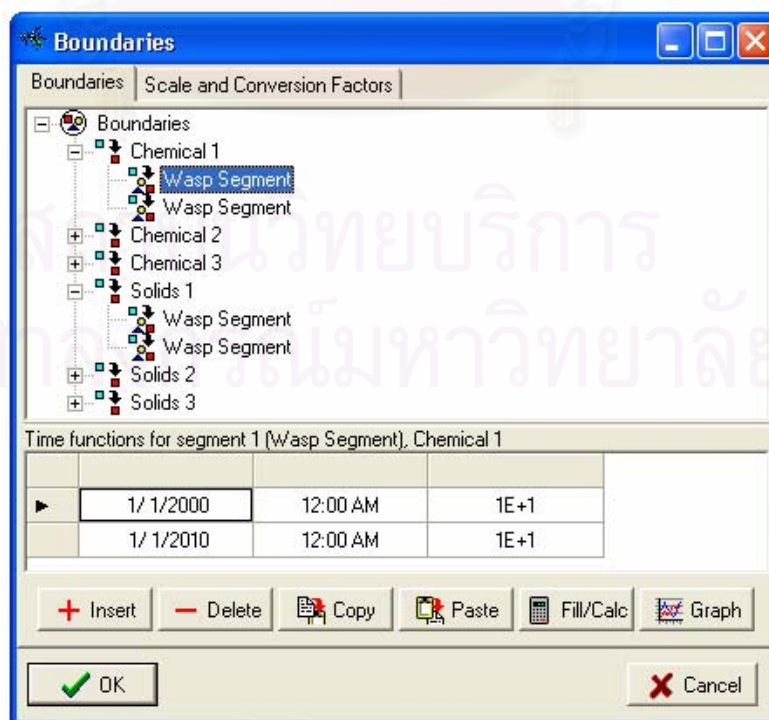 Boundaries
Boundaries Scale and Conversion Factors
Boundaries
Chemical 1
Wasp Segment
Wasp Segment
Chemical 2
Chemical 3
Solids 1
Wasp Segment
Wasp Segment
Solids 2
Solids 3
Time functions for segment 1 (Wasp Segment), Chemical 1
1/ 1/2000 12:00 AM 1E+1
1/ 1/2010 12:00 AM 1E+1
Insert Delete Copy Paste Fill/Calc Graph
OK Cancel